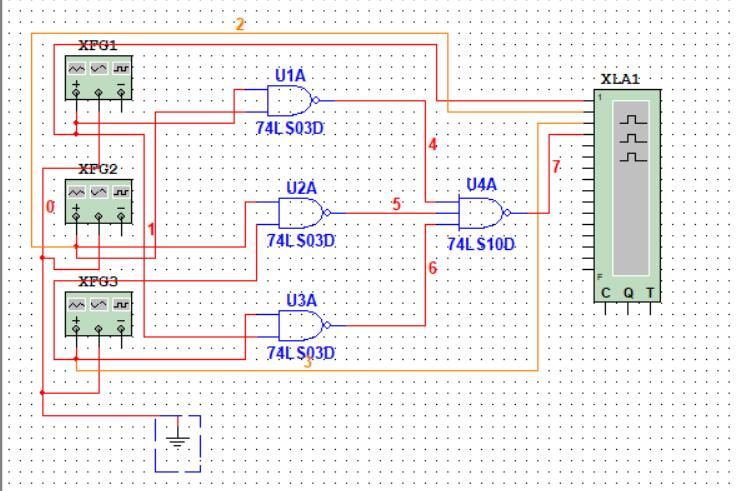 2
XFG1
XLA1
U1A
1
74LS03D
4
XFG2
U2A
U4A
7
0
5
1
74LS03D
74LS10D
XFG3
6
F
U3A
C Q T
74LS03D
3